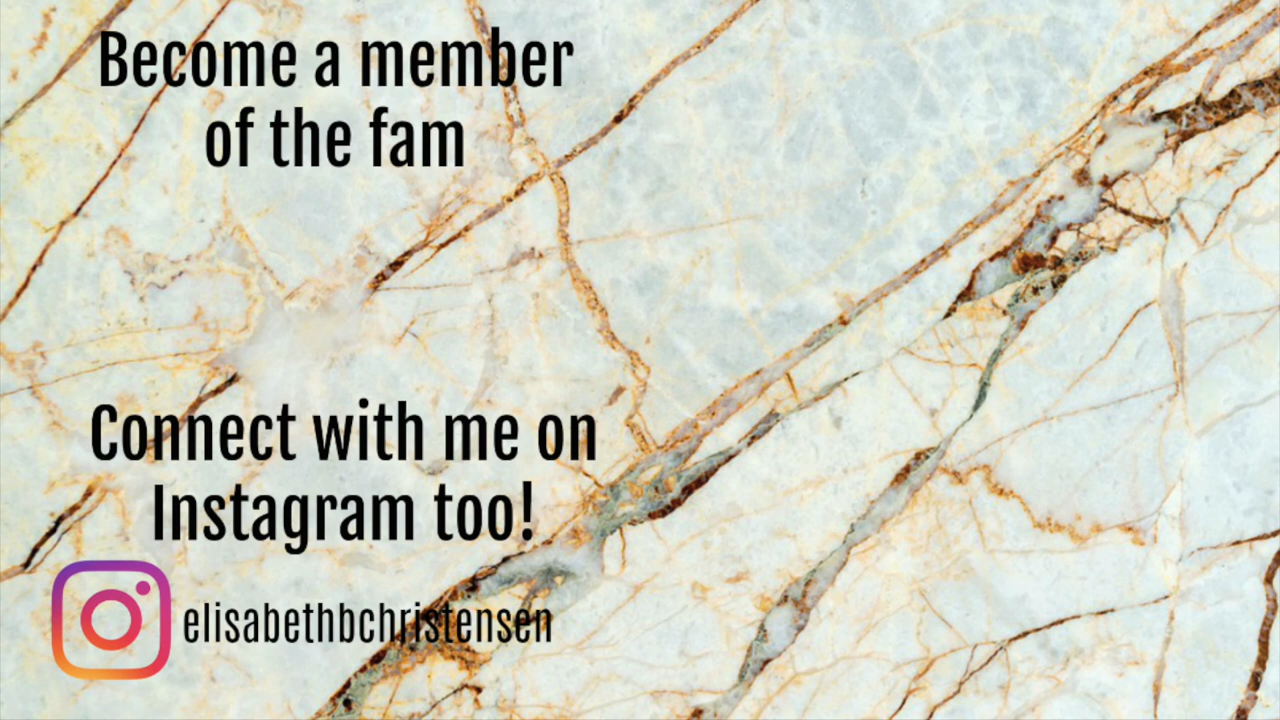 Become a member
of the fam
Connect with me on
Instagram too!
elisabethbchristensen